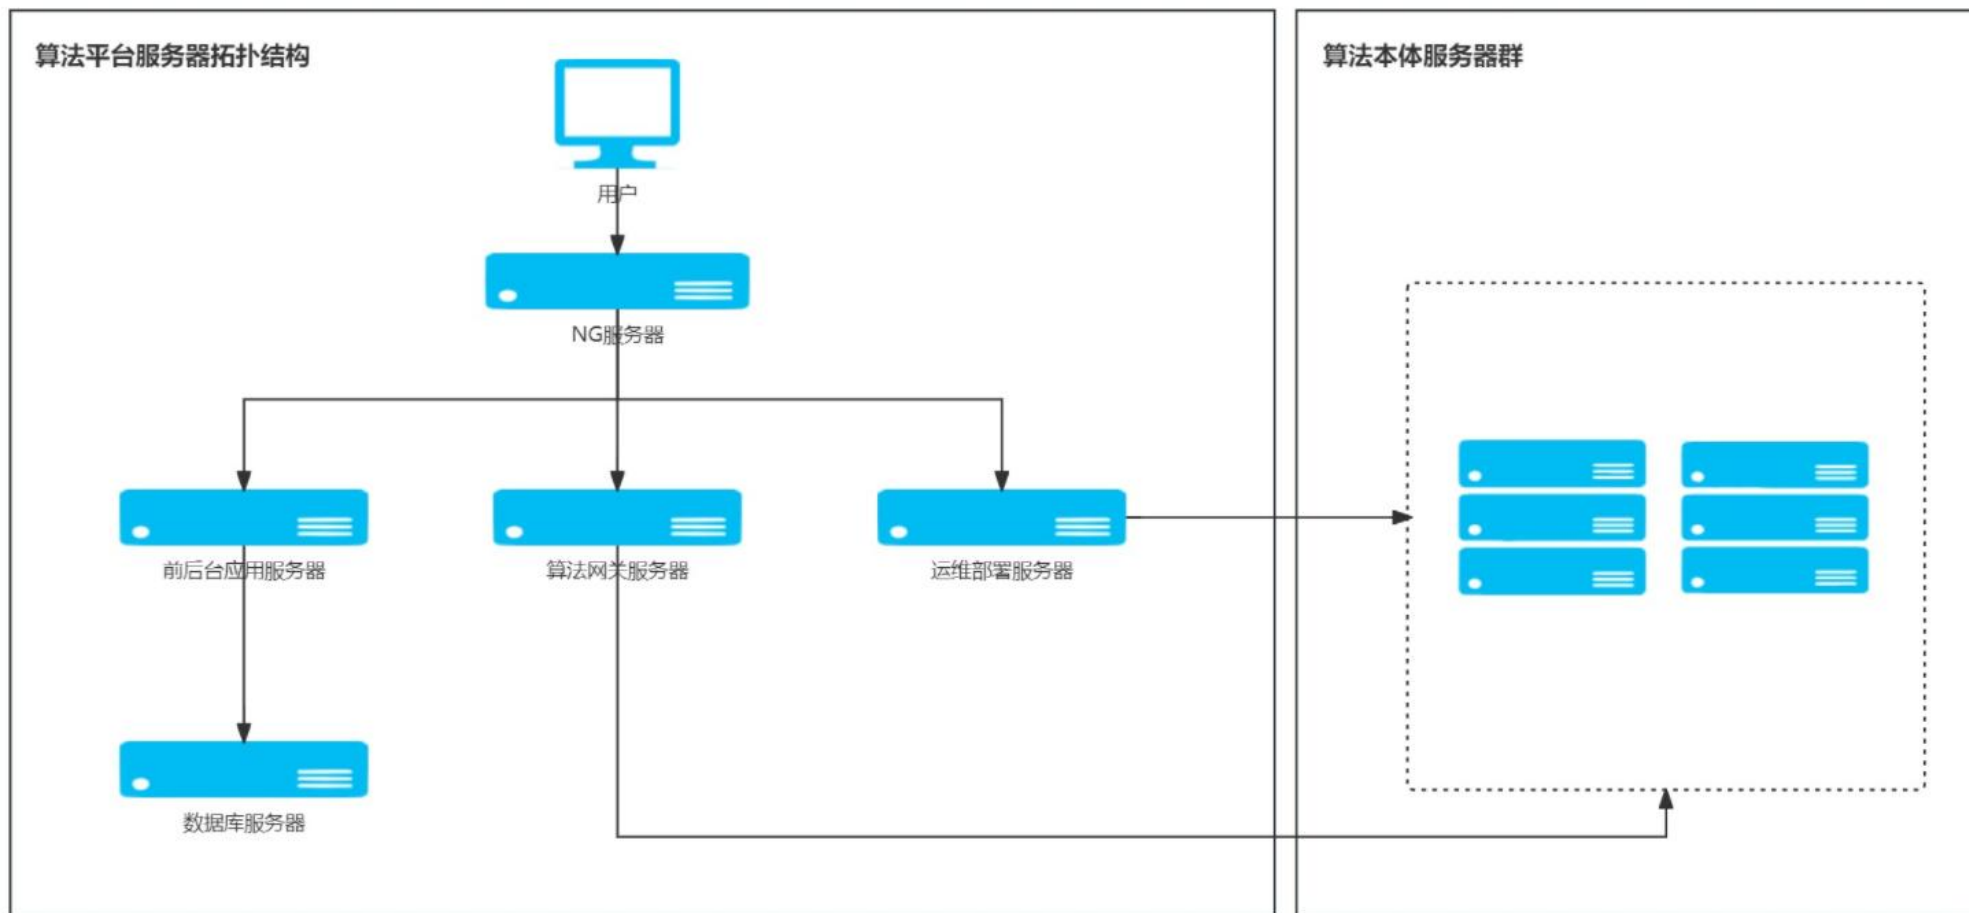 算法平台服务器拓扑结构
算法本体服务器群
用户
NG服务器
前后台应用服务器
算法网关服务器
运维部署服务器
数据库服务器